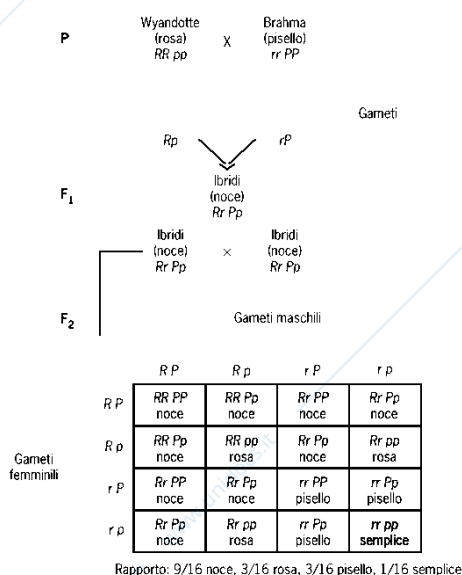 P
Wyandotte (rosa) RR pp
X
Brahma (pisello) rr PP
Gameti
Rp
rP
F1
Ibridi (noce) Rr Pp
Ibridi (noce) Rr Pp
×
Ibridi (noce) Rr Pp
F2
Gameti maschili
R P R p r P r p
Gameti femminili
R P
RR PP noce
RR Pp noce
Rr PP noce
Rr Pp noce
R p
RR Pp noce
RR pp rosa
Rr Pp noce
Rr pp rosa
r P
Rr PP noce
Rr Pp noce
rr PP pisello
rr Pp pisello
r p
Rr Pp noce
Rr pp rosa
rr Pp pisello
rr pp semplice
Rapporto: 9/16 noce, 3/16 rosa, 3/16 pisello, 1/16 semplice